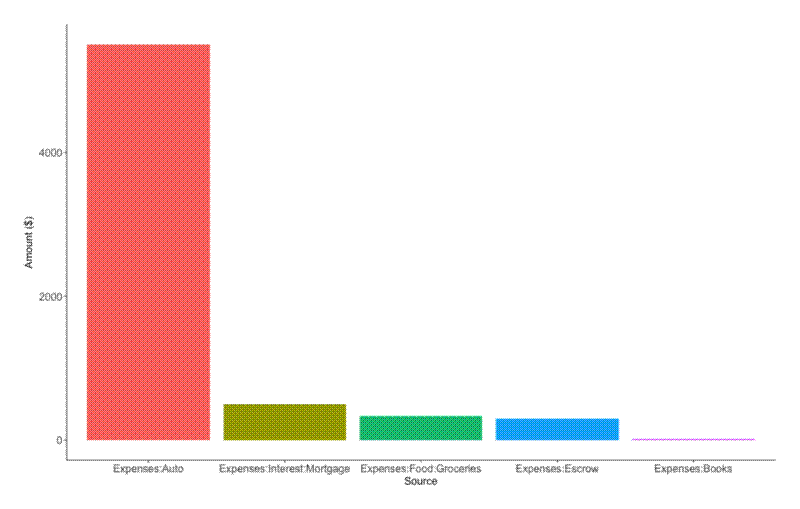 4000
Amount ($)
2000
0
Expenses:Auto
Expenses:Interest:Mortgage
Expenses:Food:Groceries
Expenses:Escrow
Expenses:Books
Source